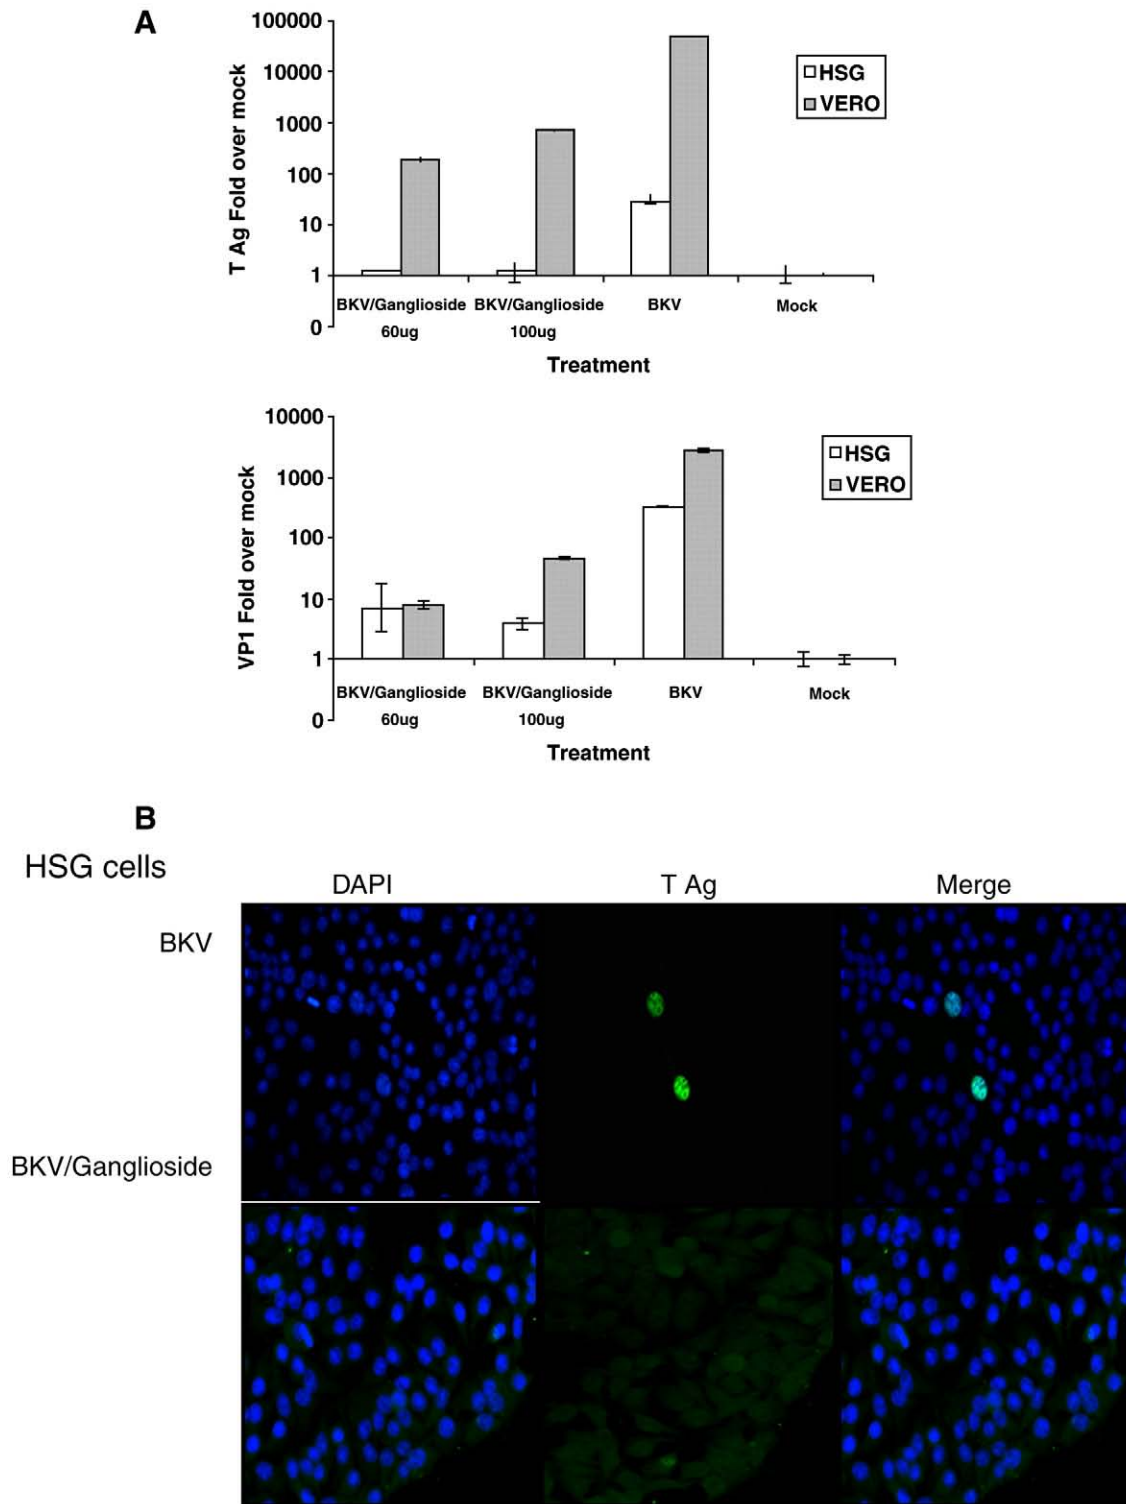 A
100000
10000
1000
100
10
1
0
T Ag Fold over mock
HSG
VERO
BKV/Ganglioside BKV/Ganglioside BKV Mock
60ug 100ug
Treatment
10000
1000
100
10
1
0
VP1 Fold over mock
HSG
VERO
BKV/Ganglioside BKV/Ganglioside BKV Mock
60ug 100ug
Treatment
B
HSG cells
DAPI T Ag Merge
BKV
BKV/Ganglioside